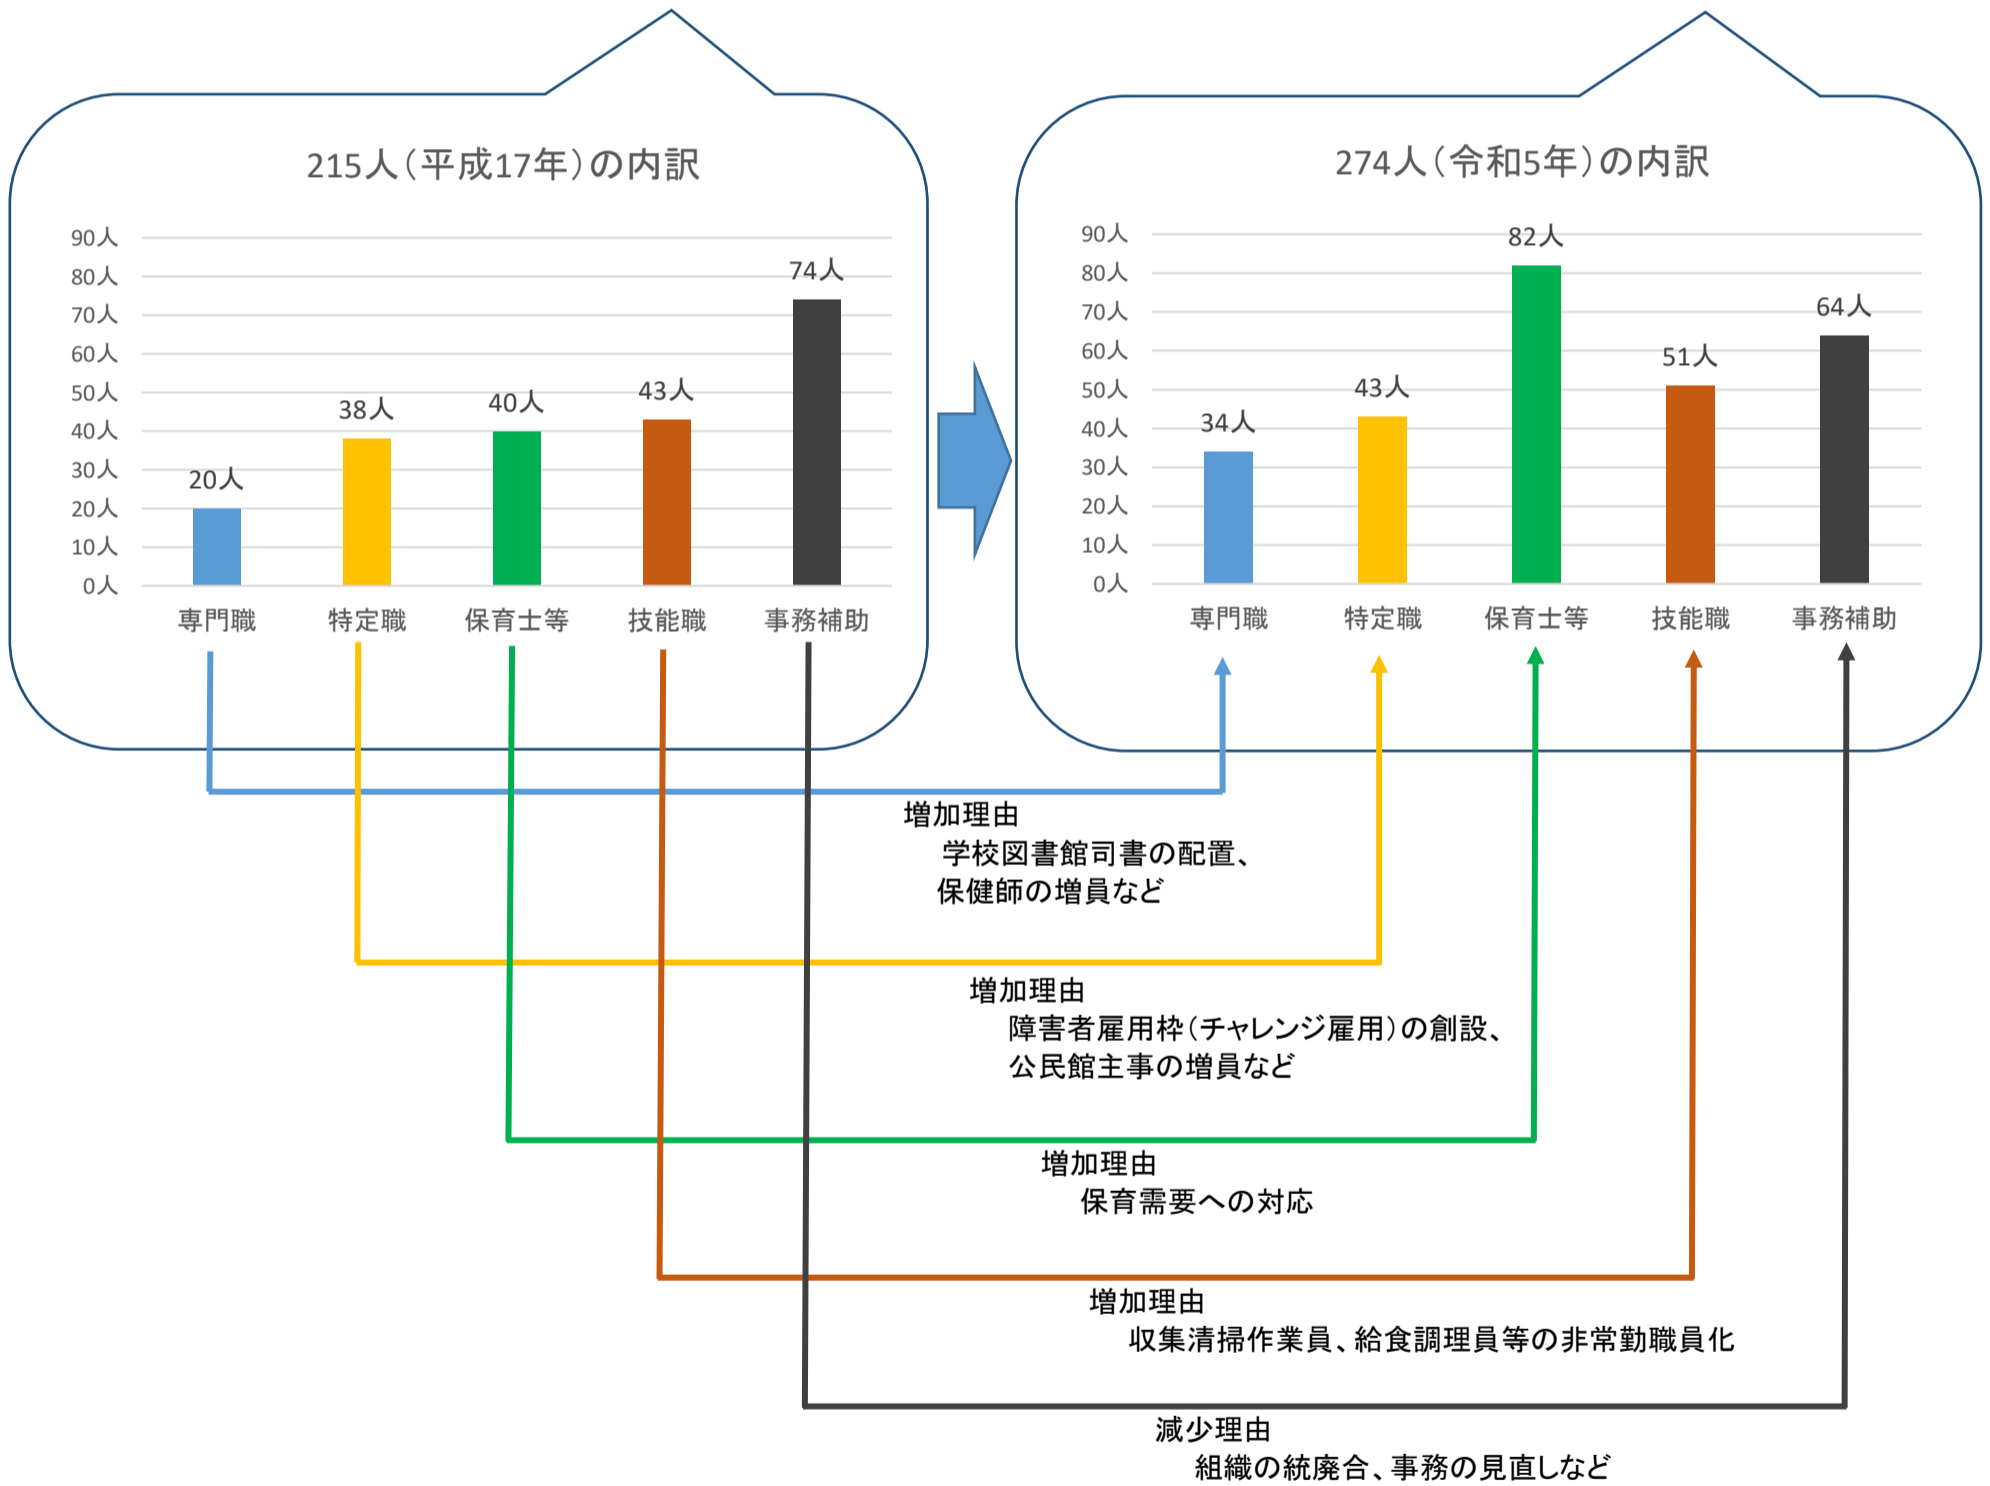 215人（平成17年）の内訳
90人
80人
70人
60人
50人
40人
30人
20人
10人
0人
20人
38人
40人
43人
74人
専門職
特定職
保育士等
技能職
事務補助
274人（令和5年）の内訳
90人
80人
70人
60人
50人
40人
30人
20人
10人
0人
34人
43人
82人
51人
64人
専門職
特定職
保育士等
技能職
事務補助
増加理由
学校図書館司書の配置、
保健師の増員など
増加理由
障害者雇用枠（チャレンジ雇用）の創設、
公民館主事の増員など
増加理由
保育需要への対応
増加理由
収集清掃作業員、給食調理員等の非常勤職員化
減少理由
組織の統廃合、事務の見直しなど